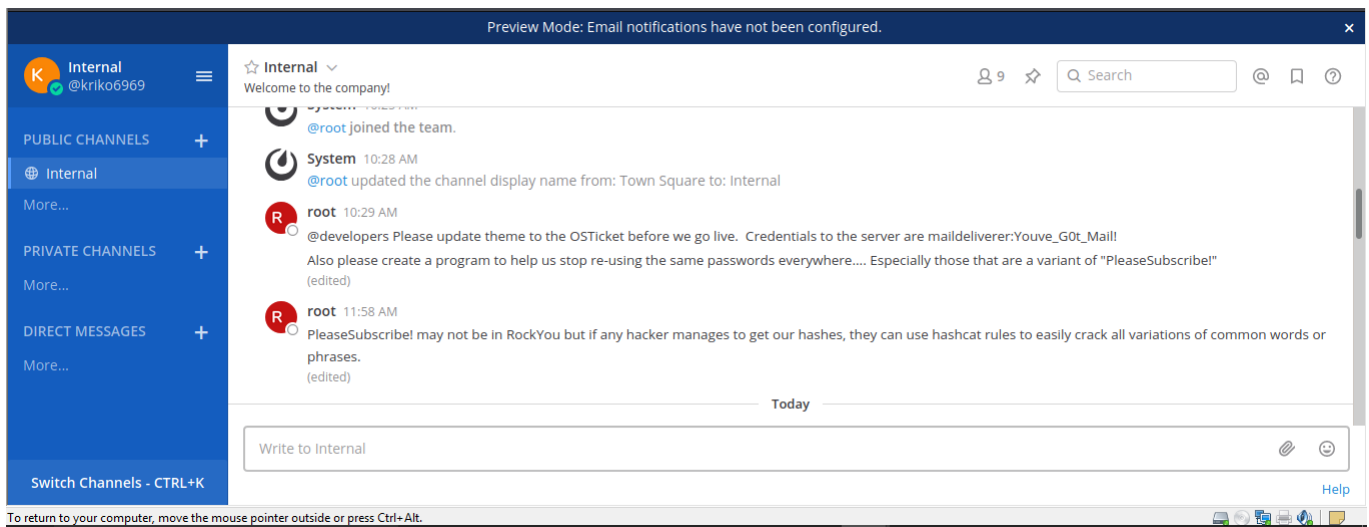 Preview Mode: Email notifications have not been configured.
K
Internal
@kriko6969
PUBLIC CHANNELS
Internal
More...
PRIVATE CHANNELS
More...
DIRECT MESSAGES
More...
Switch Channels - CTRL+K
Internal
Welcome to the company!
9
Search
System
@root joined the team.
System 10:28 AM
@root updated the channel display name from: Town Square to: Internal
R
root 10:29 AM
@developers Please update theme to the OSTicket before we go live. Credentials to the server are maildeliverer:Youve_G0t_Mail!
Also please create a program to help us stop re-using the same passwords everywhere.... Especially those that are a variant of "PleaseSubscribe!"
(edited)
R
root 11:58 AM
PleaseSubscribe! may not be in RockYou but if any hacker manages to get our hashes, they can use hashcat rules to easily crack all variations of common words or
phrases.
(edited)
Today
Write to Internal
Help
To return to your computer, move the mouse pointer outside or press Ctrl+Alt.